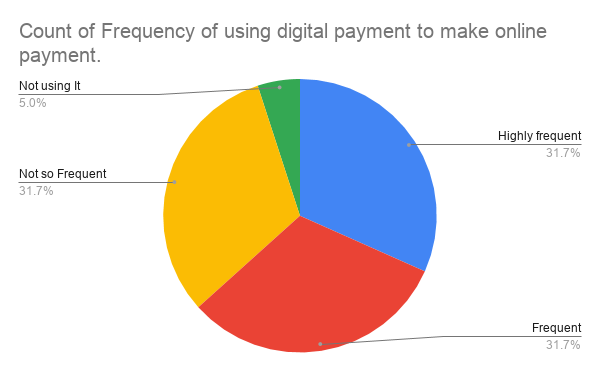 Count of Frequency of using digital payment to make online
payment.
Not using It
5.0%
Highly frequent
31.7%
Not so Frequent
31.7%
Frequent
31.7%